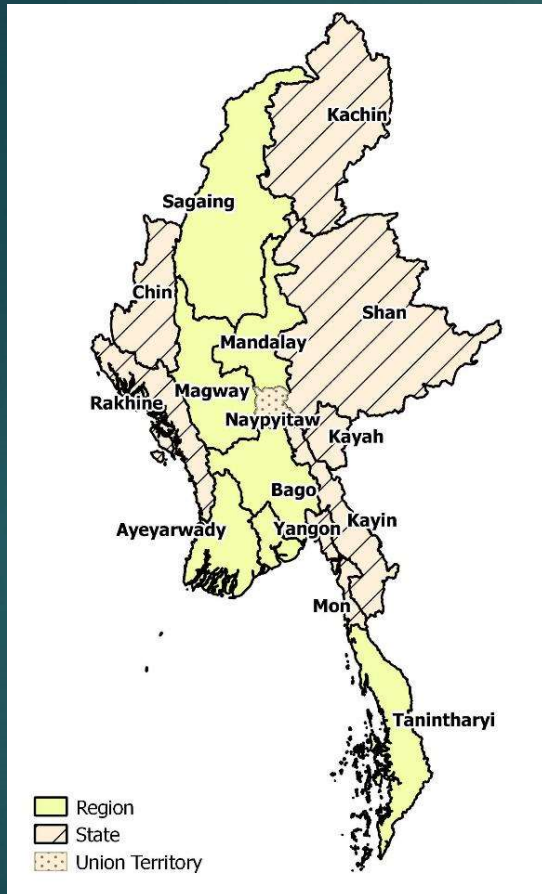 Kachin
Sagaing
Chin
Shan
Mandalay
Magway
Rakhine
Naypyitaw
Kayah
Bago
Kayin
Ayeyarwady
Yangon
Mon
Tanintharyi
Region
State
Union Territory